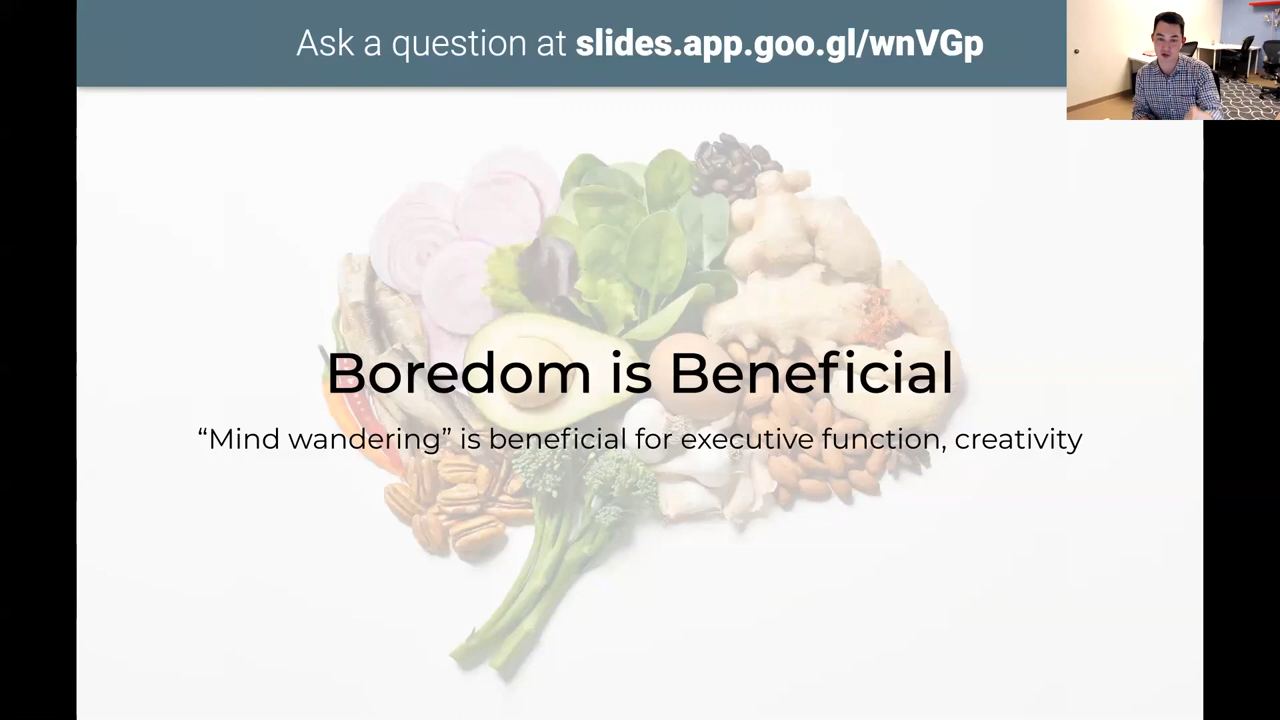 Ask a question at slides.app.goo.gl/wnVGp
Boredom is Beneficial
“Mind wandering” is beneficial for executive function, creativity